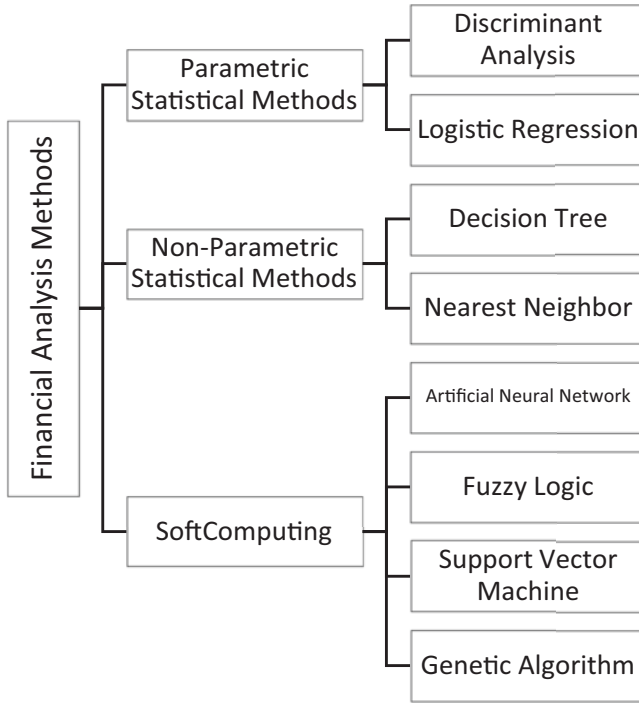 Financial Analysis Methods
Parametric
Statistical Methods
Discriminant
Analysis
Logistic Regression
Non-Parametric
Statistical Methods
Decision Tree
Nearest Neighbor
SoftComputing
Artificial Neural Network
Fuzzy Logic
Support Vector
Machine
Genetic Algorithm